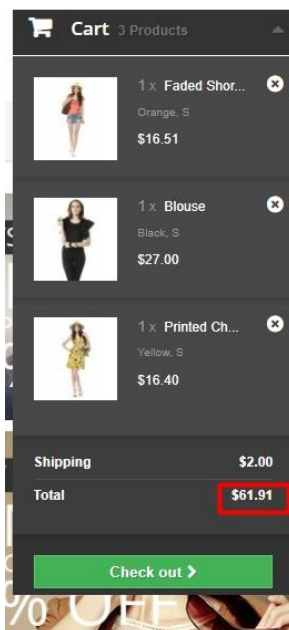 Cart 3 Products
1 x Faded Shor...
Orange, S
$16.51
1 x Blouse
Black, S
$27.00
1 x Printed Ch...
Yellow, S
$16.40
Shipping $2.00
Total $61.91
Check out
% OFF